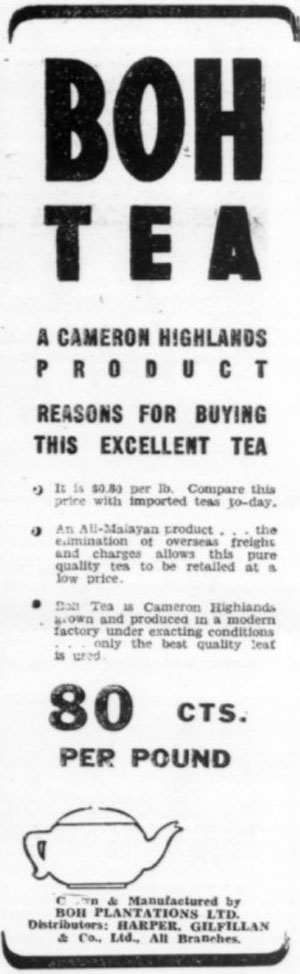 BOH
TEA
A CAMERON HIGHLANDS
PRODUCT
REASONS FOR BUYING
THIS EXCELLENT TEA
It is $0.80 per lb. Compare this
price with imported teas to-day.
An All-Malayan product . . . the
elimination of overseas freight
and charges allows this pure
quality tea to be retailed at a
low price.
Boh Tea is Cameron Highlands
grown and produced in a modern
factory under exacting conditions
. . . . only the best quality leaf
is used.
80 CTS.
PER POUND
& Manufactured by
BOH PLANTATIONS LTD.
Distributors: HARPER, GILFILLAN
& Co., Ltd., All Branches.